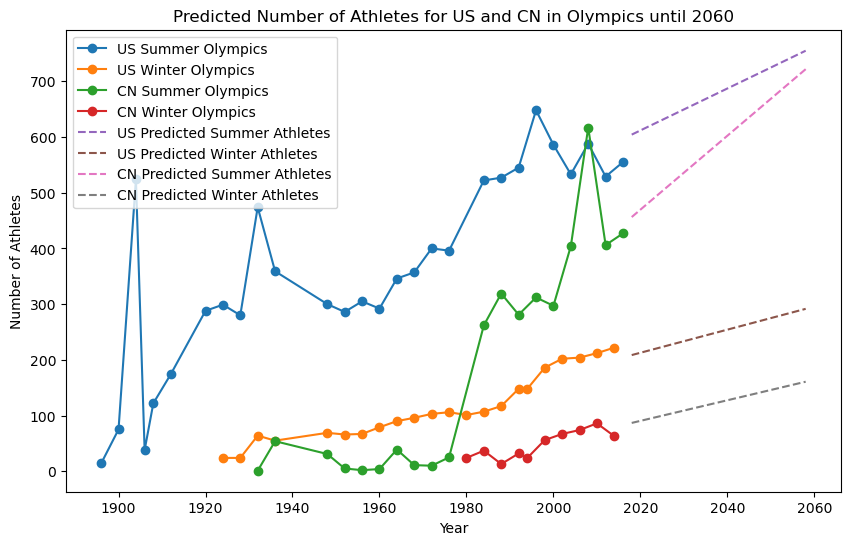 Predicted Number of Athletes for US and CN in Olympics until 2060
US Summer Olympics
US Winter Olympics
CN Summer Olympics
CN Winter Olympics
US Predicted Summer Athletes
US Predicted Winter Athletes
CN Predicted Summer Athletes
CN Predicted Winter Athletes
Number of Athletes
700
600
500
400
300
200
100
0
1900
1920
1940
1960
1980
2000
2020
2040
2060
Year